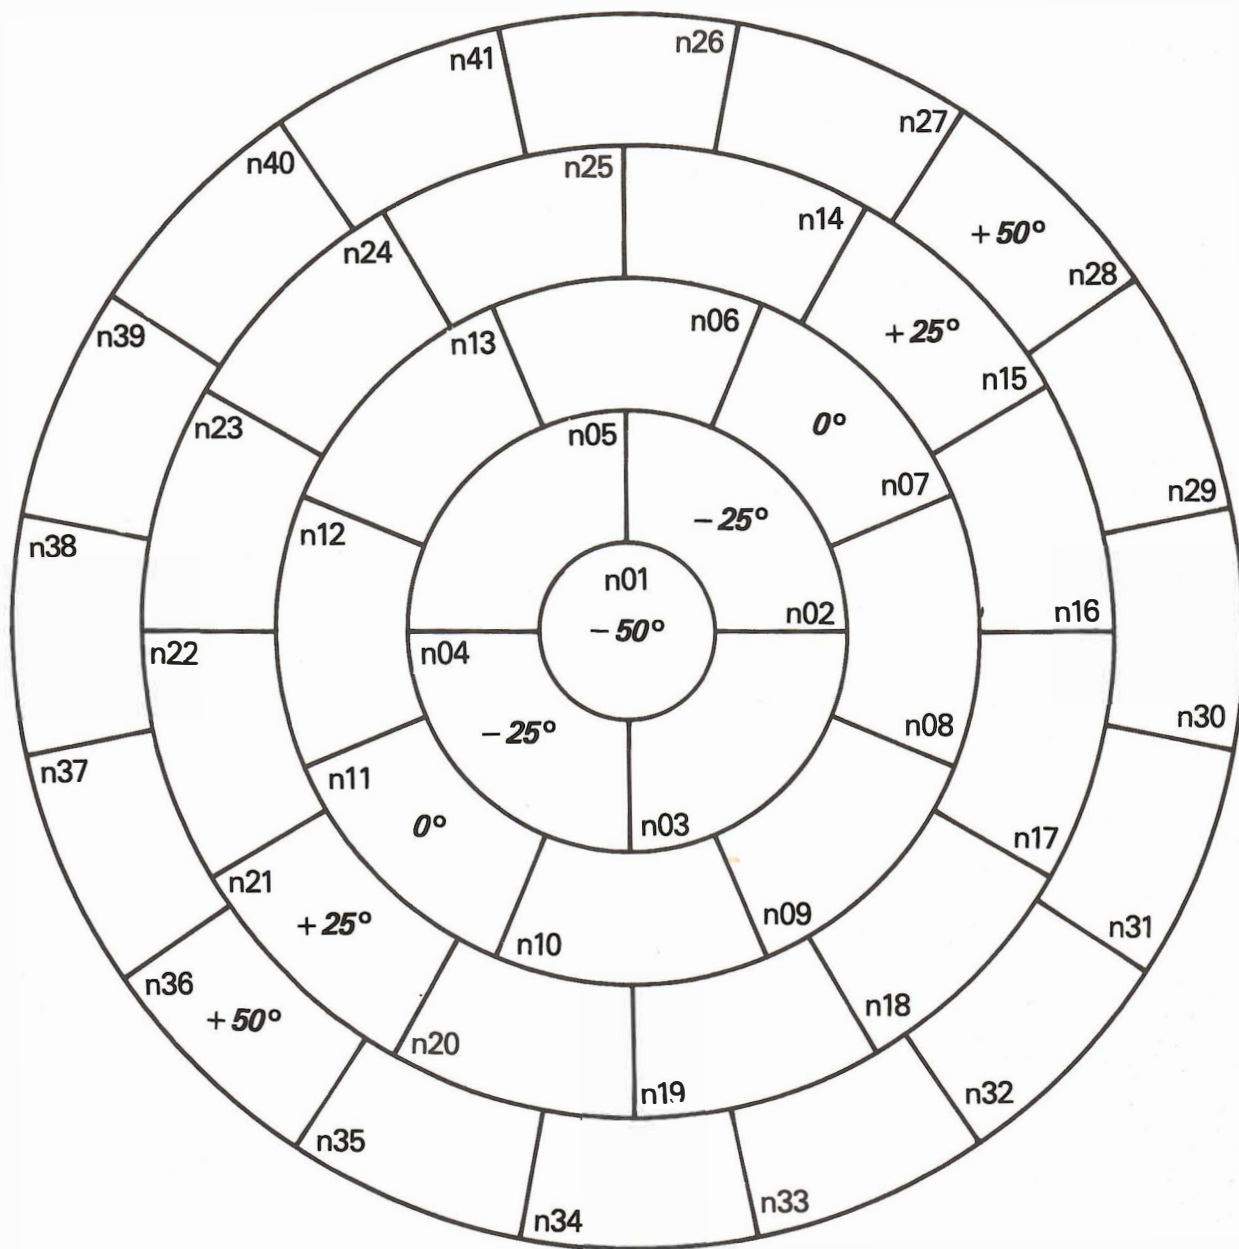 n41
n26
n27
n40
n25
n14
+ 50°
n28
n24
n39
n13
n06
+ 25°
n15
n23
n05
0°
n07
n29
n12
− 25°
n38
n01
n02
n16
− 50°
n22
n04
n30
n08
− 25°
n37
n11
n03
n17
0°
n21
n09
n31
+ 25°
n10
n36
n18
+ 50°
n20
n19
n32
n35
n33
n34